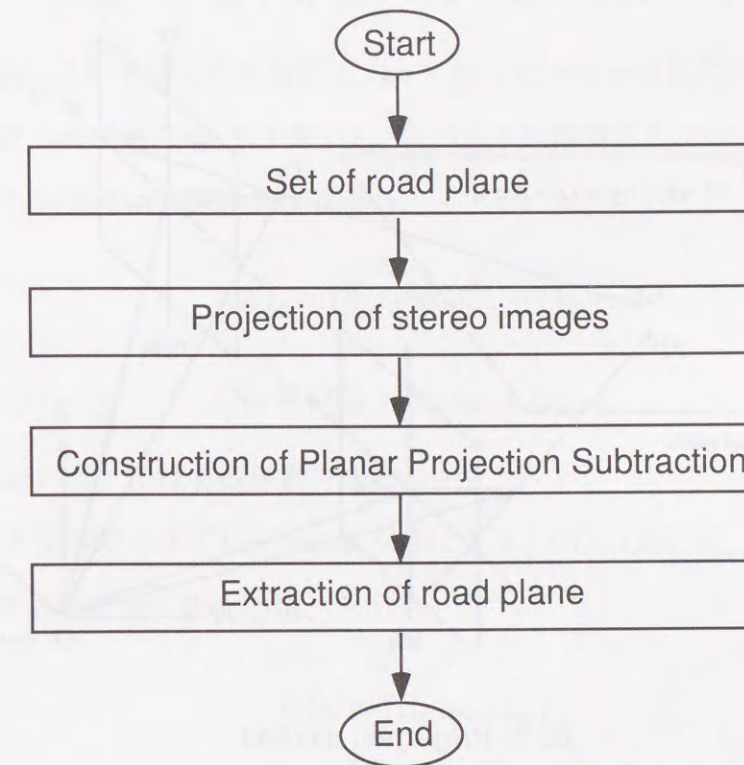 Start
Set of road plane
Projection of stereo images
Construction of Planar Projection Subtraction
Extraction of road plane
End